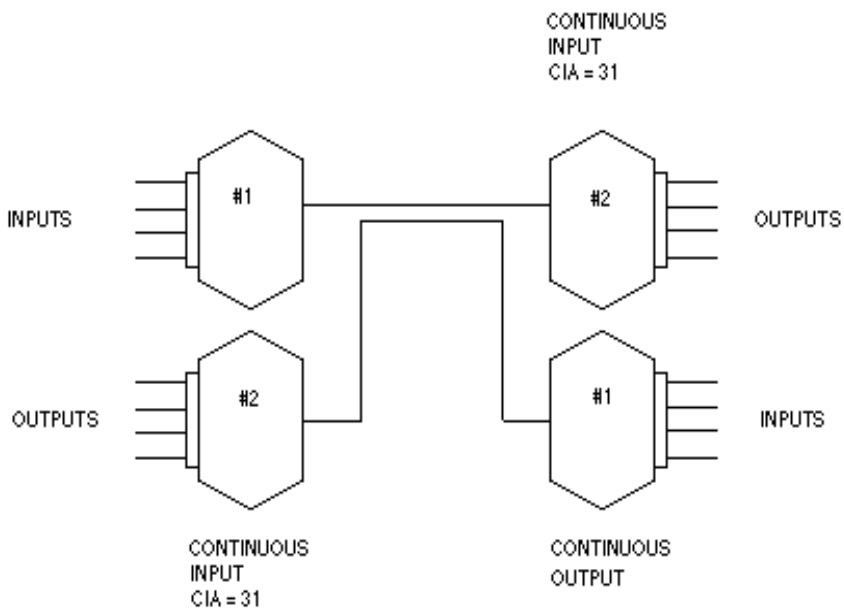 CONTINUOUS
INPUT
CIA = 31
#1
#2
INPUTS
OUTPUTS
#2
#1
OUTPUTS
INPUTS
CONTINUOUS
INPUT
CIA = 31
CONTINUOUS
OUTPUT